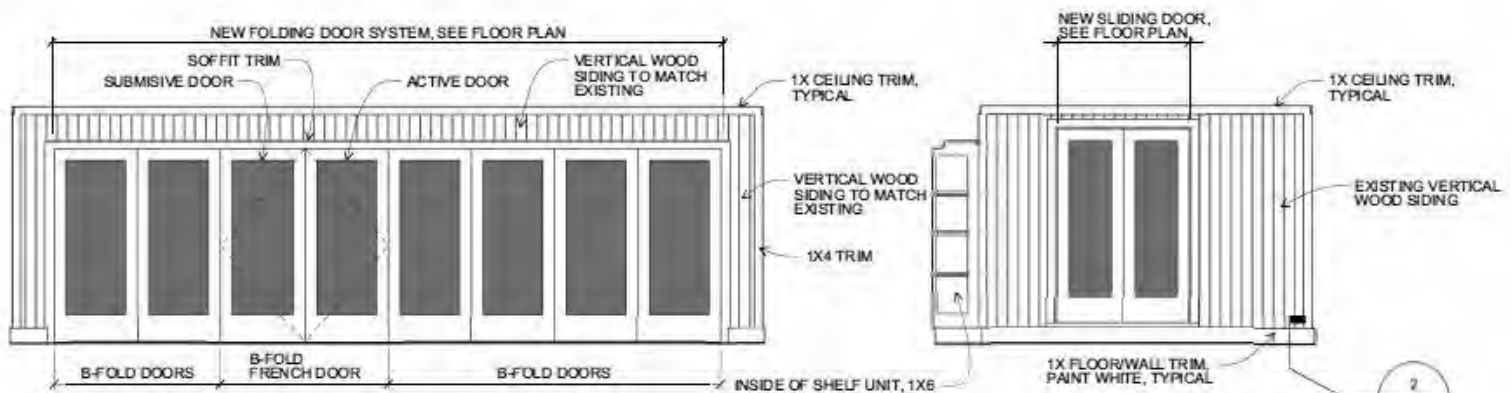 NEW FOLDING DOOR SYSTEM, SEE FLOOR PLAN
SOFFIT TRIM
SUBMISIVE DOOR
ACTIVE DOOR
VERTICAL WOOD
SIDING TO MATCH
EXISTING
1X CEILING TRIM,
TYPICAL
VERTICAL WOOD
SIDING TO MATCH
EXISTING
1X4 TRIM
B-FOLD DOORS
B-FOLD
FRENCH DOOR
B-FOLD DOORS
INSIDE OF SHELF UNIT, 1X6
NEW SLIDING DOOR,
SEE FLOOR PLAN
1X CEILING TRIM,
TYPICAL
EXISTING VERTICAL
WOOD SIDING
1X FLOOR/WALL TRIM,
PAINT WHITE, TYPICAL
2